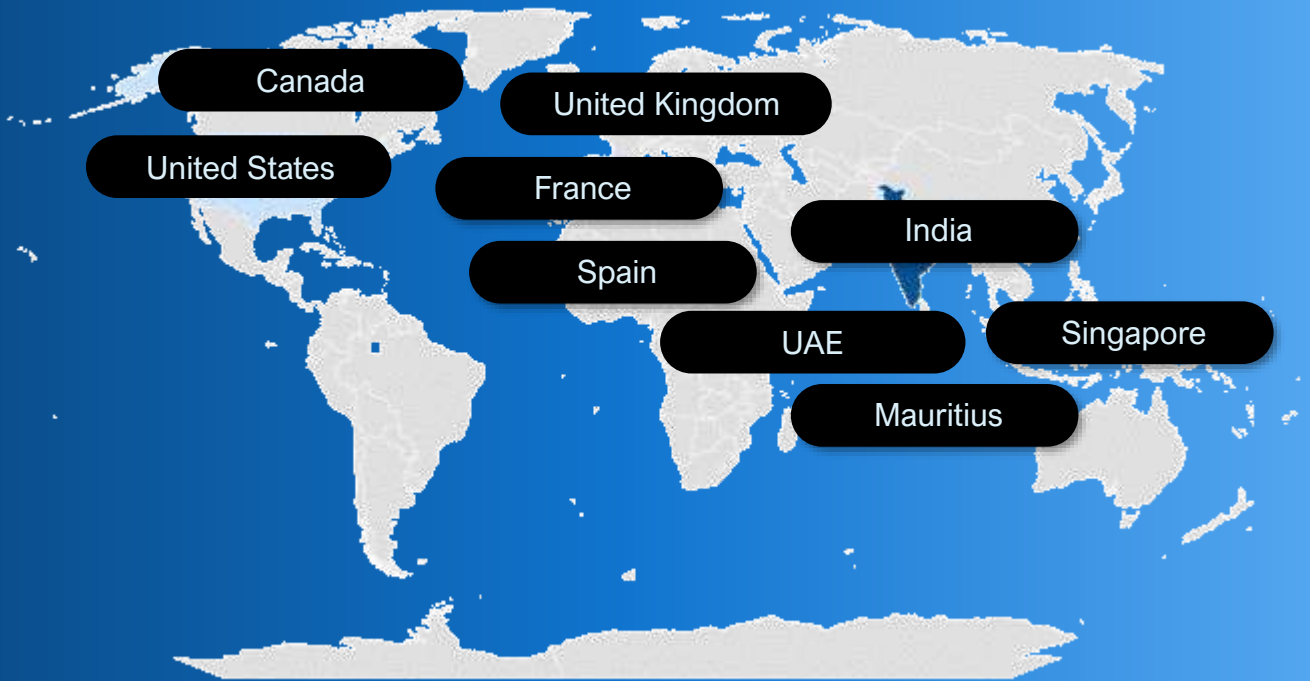 Canada
United Kingdom
United States
France
India
Spain
Singapore
UAE
Mauritius